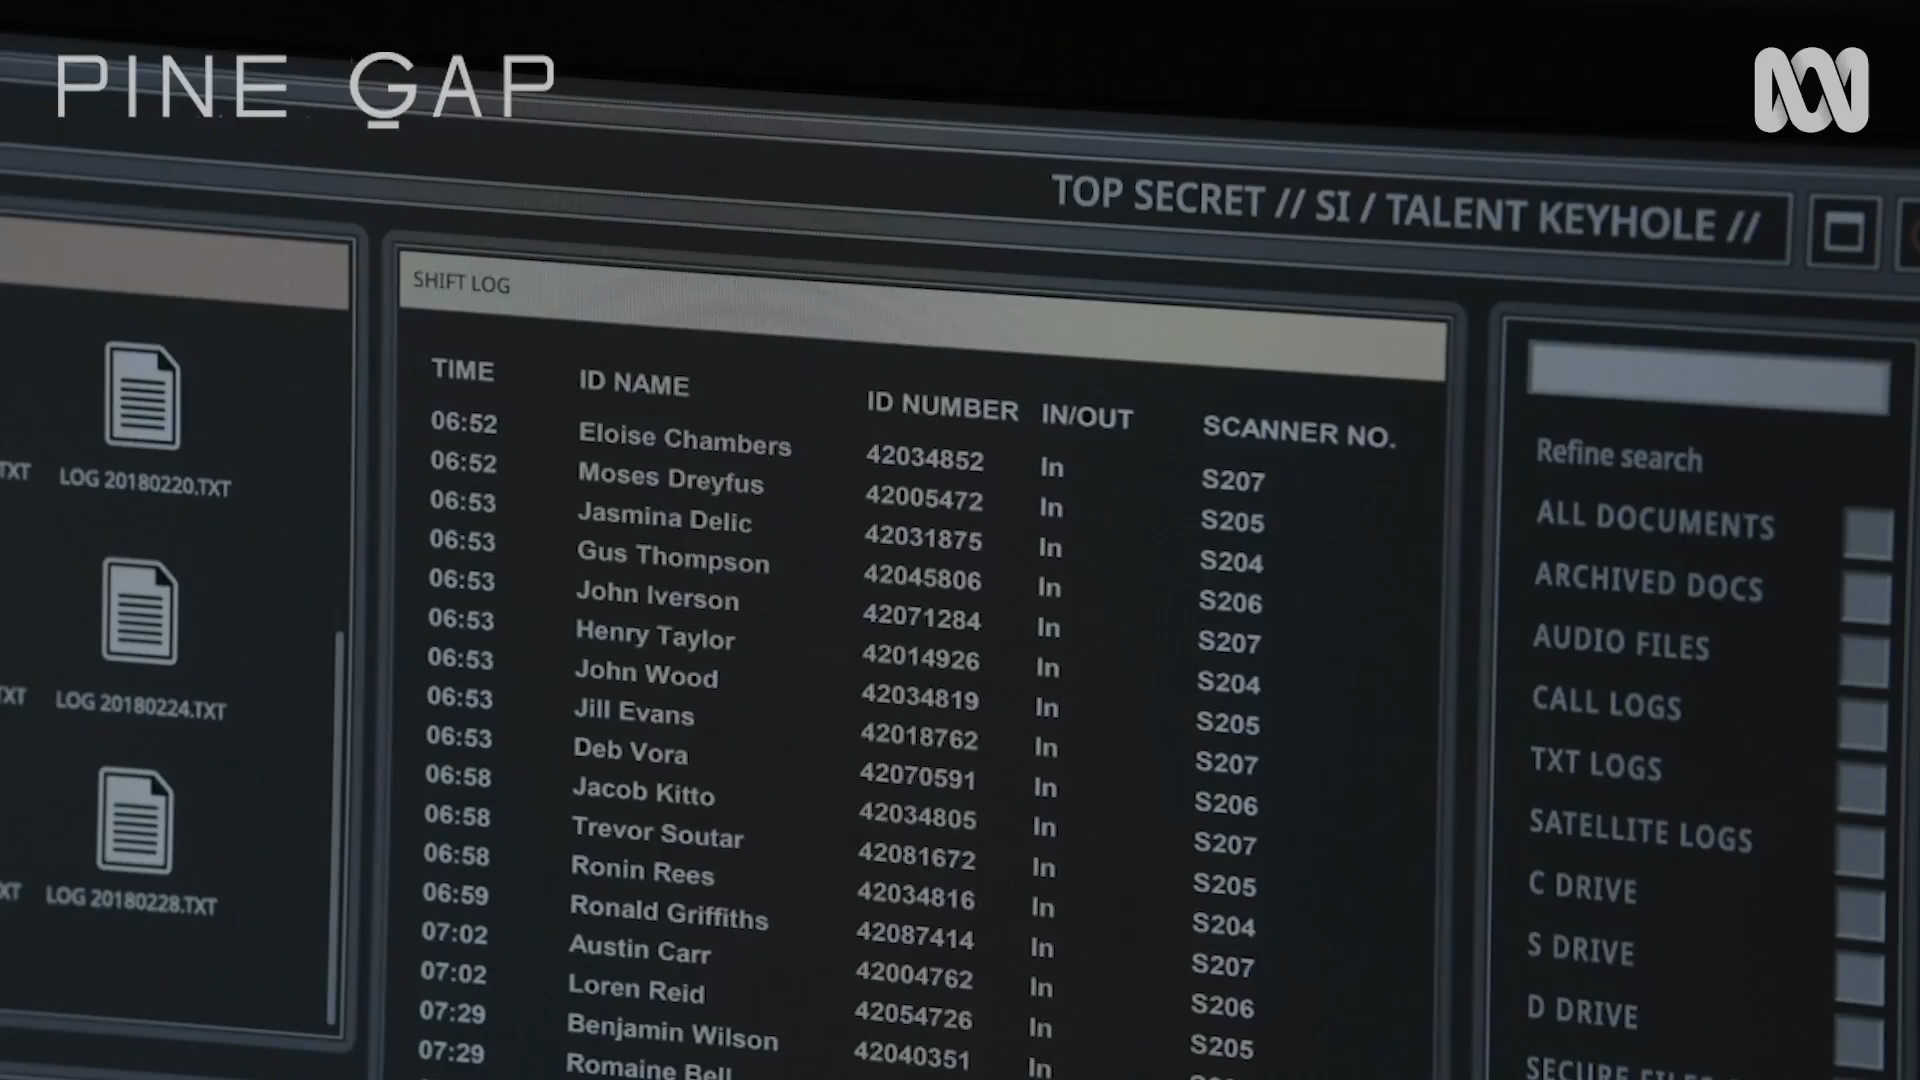 PINE GAP
TOP SECRET // SI / TALENT KEYHOLE //
TXT LOG 20180220.TXT
TXT LOG 20180224.TXT
XT LOG 20180228.TXT
SHIFT LOG
TIME ID NAME ID NUMBER IN/OUT SCANNER NO.
06:52 Eloise Chambers 42034852 In S207
06:52 Moses Dreyfus 42005472 In S205
06:53 Jasmina Delic 42031875 In S204
06:53 Gus Thompson 42045806 In S206
06:53 John Iverson 42071284 In S207
06:53 Henry Taylor 42014926 In S204
06:53 John Wood 42034819 In S205
06:53 Jill Evans 42018762 In S207
06:53 Deb Vora 42070591 In S206
06:58 Jacob Kitto 42034805 In S207
06:58 Trevor Soutar 42081672 In S205
06:58 Ronin Rees 42034816 In S204
06:59 Ronald Griffiths 42087414 In S207
07:02 Austin Carr 42004762 In S206
07:02 Loren Reid 42054726 In S205
07:29 Benjamin Wilson 42040351 In
07:29 Romaine Bell
Refine search
ALL DOCUMENTS
ARCHIVED DOCS
AUDIO FILES
CALL LOGS
TXT LOGS
SATELLITE LOGS
C DRIVE
S DRIVE
D DRIVE
SECURE FILES